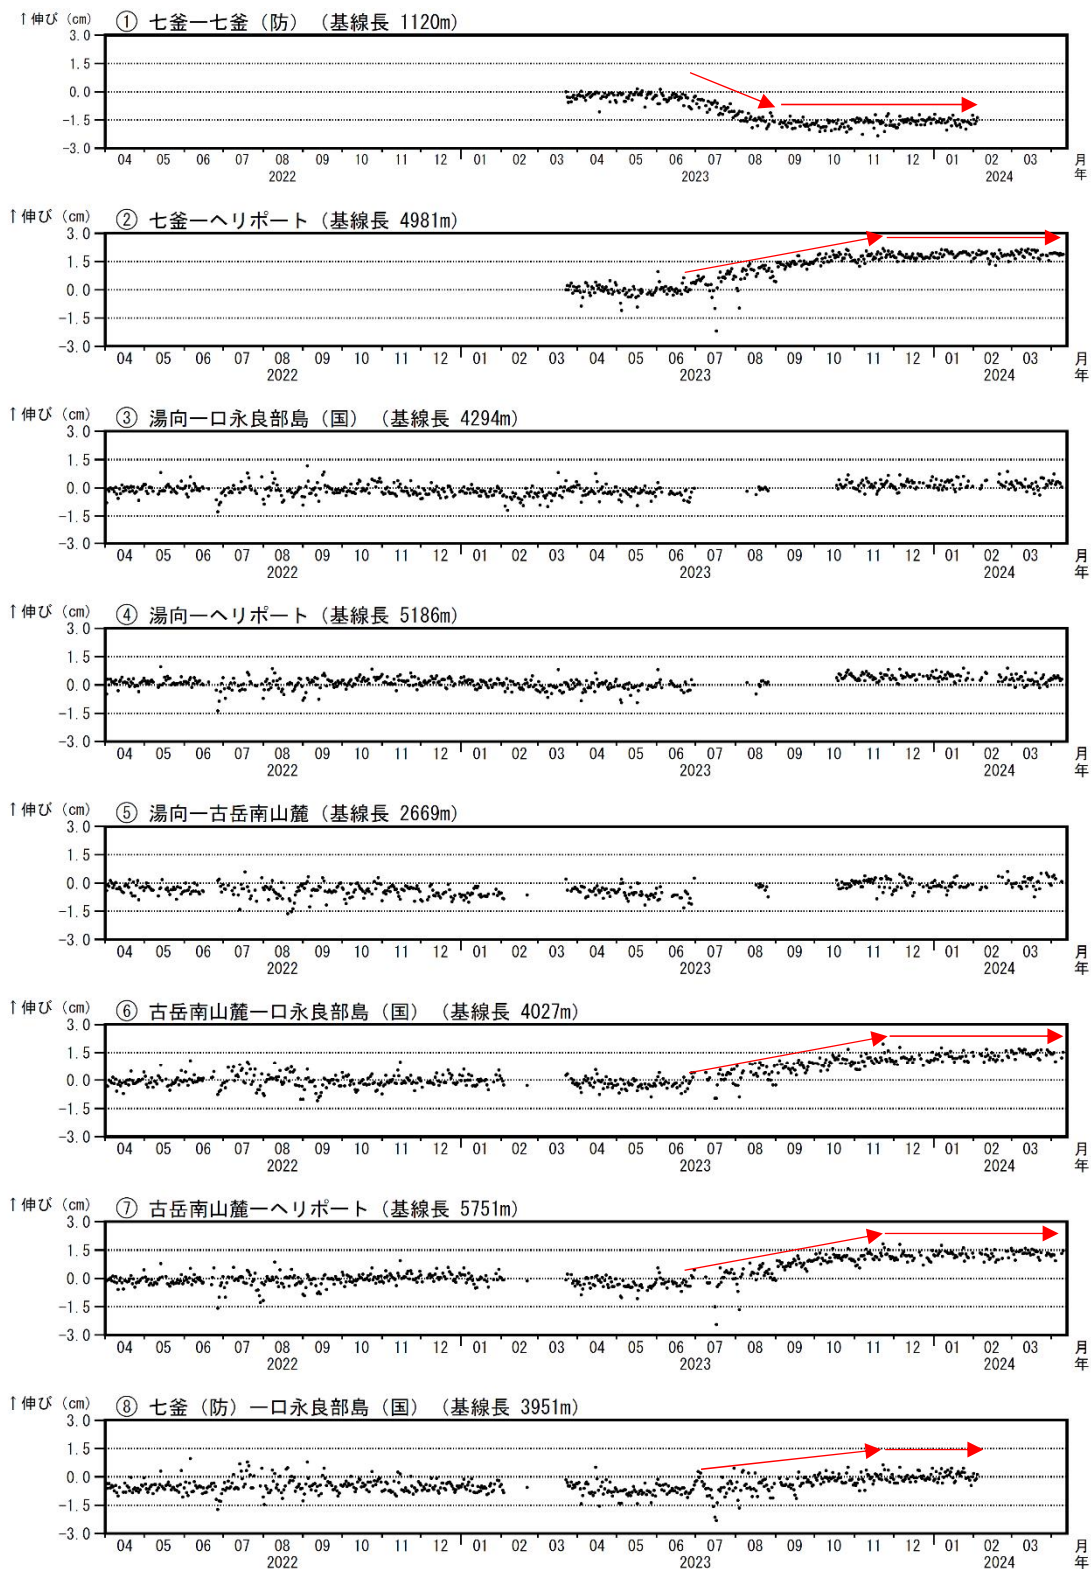 ↑伸び (cm) ① 七釜ー七釜（防）（基線長 1120m）
3.0
1.5
0.0
-1.5
-3.0
04 05 06 07 08 09 10 11 12 01 02 03 04 05 06 07 08 09 10 11 12 01 02 03 月
2022 2023 2024 年
↑伸び (cm) ② 七釜ーヘリポート（基線長 4981m）
3.0
1.5
0.0
-1.5
-3.0
04 05 06 07 08 09 10 11 12 01 02 03 04 05 06 07 08 09 10 11 12 01 02 03 月
2022 2023 2024 年
↑伸び (cm) ③ 湯向ー口永良部島（国）（基線長 4294m）
3.0
1.5
0.0
-1.5
-3.0
04 05 06 07 08 09 10 11 12 01 02 03 04 05 06 07 08 09 10 11 12 01 02 03 月
2022 2023 2024 年
↑伸び (cm) ④ 湯向ーヘリポート（基線長 5186m）
3.0
1.5
0.0
-1.5
-3.0
04 05 06 07 08 09 10 11 12 01 02 03 04 05 06 07 08 09 10 11 12 01 02 03 月
2022 2023 2024 年
↑伸び (cm) ⑤ 湯向ー古岳南山麓（基線長 2669m）
3.0
1.5
0.0
-1.5
-3.0
04 05 06 07 08 09 10 11 12 01 02 03 04 05 06 07 08 09 10 11 12 01 02 03 月
2022 2023 2024 年
↑伸び (cm) ⑥ 古岳南山麓ー口永良部島（国）（基線長 4027m）
3.0
1.5
0.0
-1.5
-3.0
04 05 06 07 08 09 10 11 12 01 02 03 04 05 06 07 08 09 10 11 12 01 02 03 月
2022 2023 2024 年
↑伸び (cm) ⑦ 古岳南山麓ーヘリポート（基線長 5751m）
3.0
1.5
0.0
-1.5
-3.0
04 05 06 07 08 09 10 11 12 01 02 03 04 05 06 07 08 09 10 11 12 01 02 03 月
2022 2023 2024 年
↑伸び (cm) ⑧ 七釜（防）ー口永良部島（国）（基線長 3951m）
3.0
1.5
0.0
-1.5
-3.0
04 05 06 07 08 09 10 11 12 01 02 03 04 05 06 07 08 09 10 11 12 01 02 03 月
2022 2023 2024 年